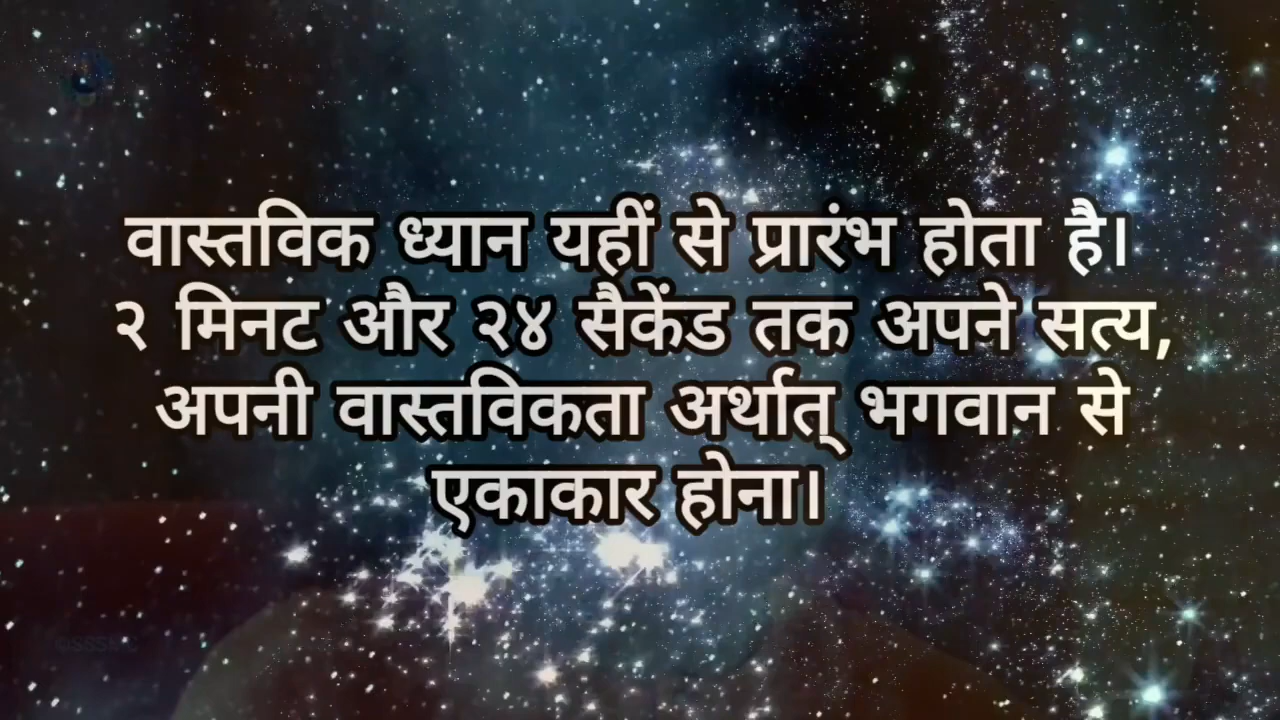 वास्तविक ध्यान यहीं से प्रारंभ होता है।
२ मिनट और २४ सैकेंड तक अपने सत्य,
अपनी वास्तविकता अर्थात् भगवान से
एकाकार होना।